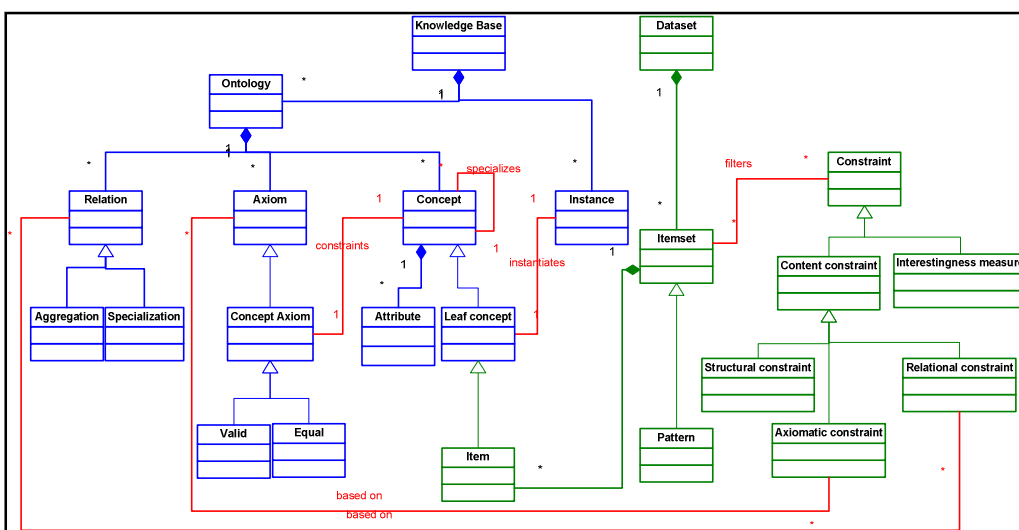 Knowledge Base
Dataset
Ontology
*
1
1
1
1
1
*
*
*
*
specializes
*
filters
*
Constraint
Relation
Axiom
Concept
Instance
*
*
1
1
*
*
Itemset
constraints
1
1
instantiates
1
Content constraint
Interestingness measure
*
Aggregation
Specialization
Concept Axiom
1
Attribute
Leaf concept
1
Structural constraint
Relational constraint
Valid
Equal
Item
Pattern
Axiomatic constraint
*
*
based on
based on
*